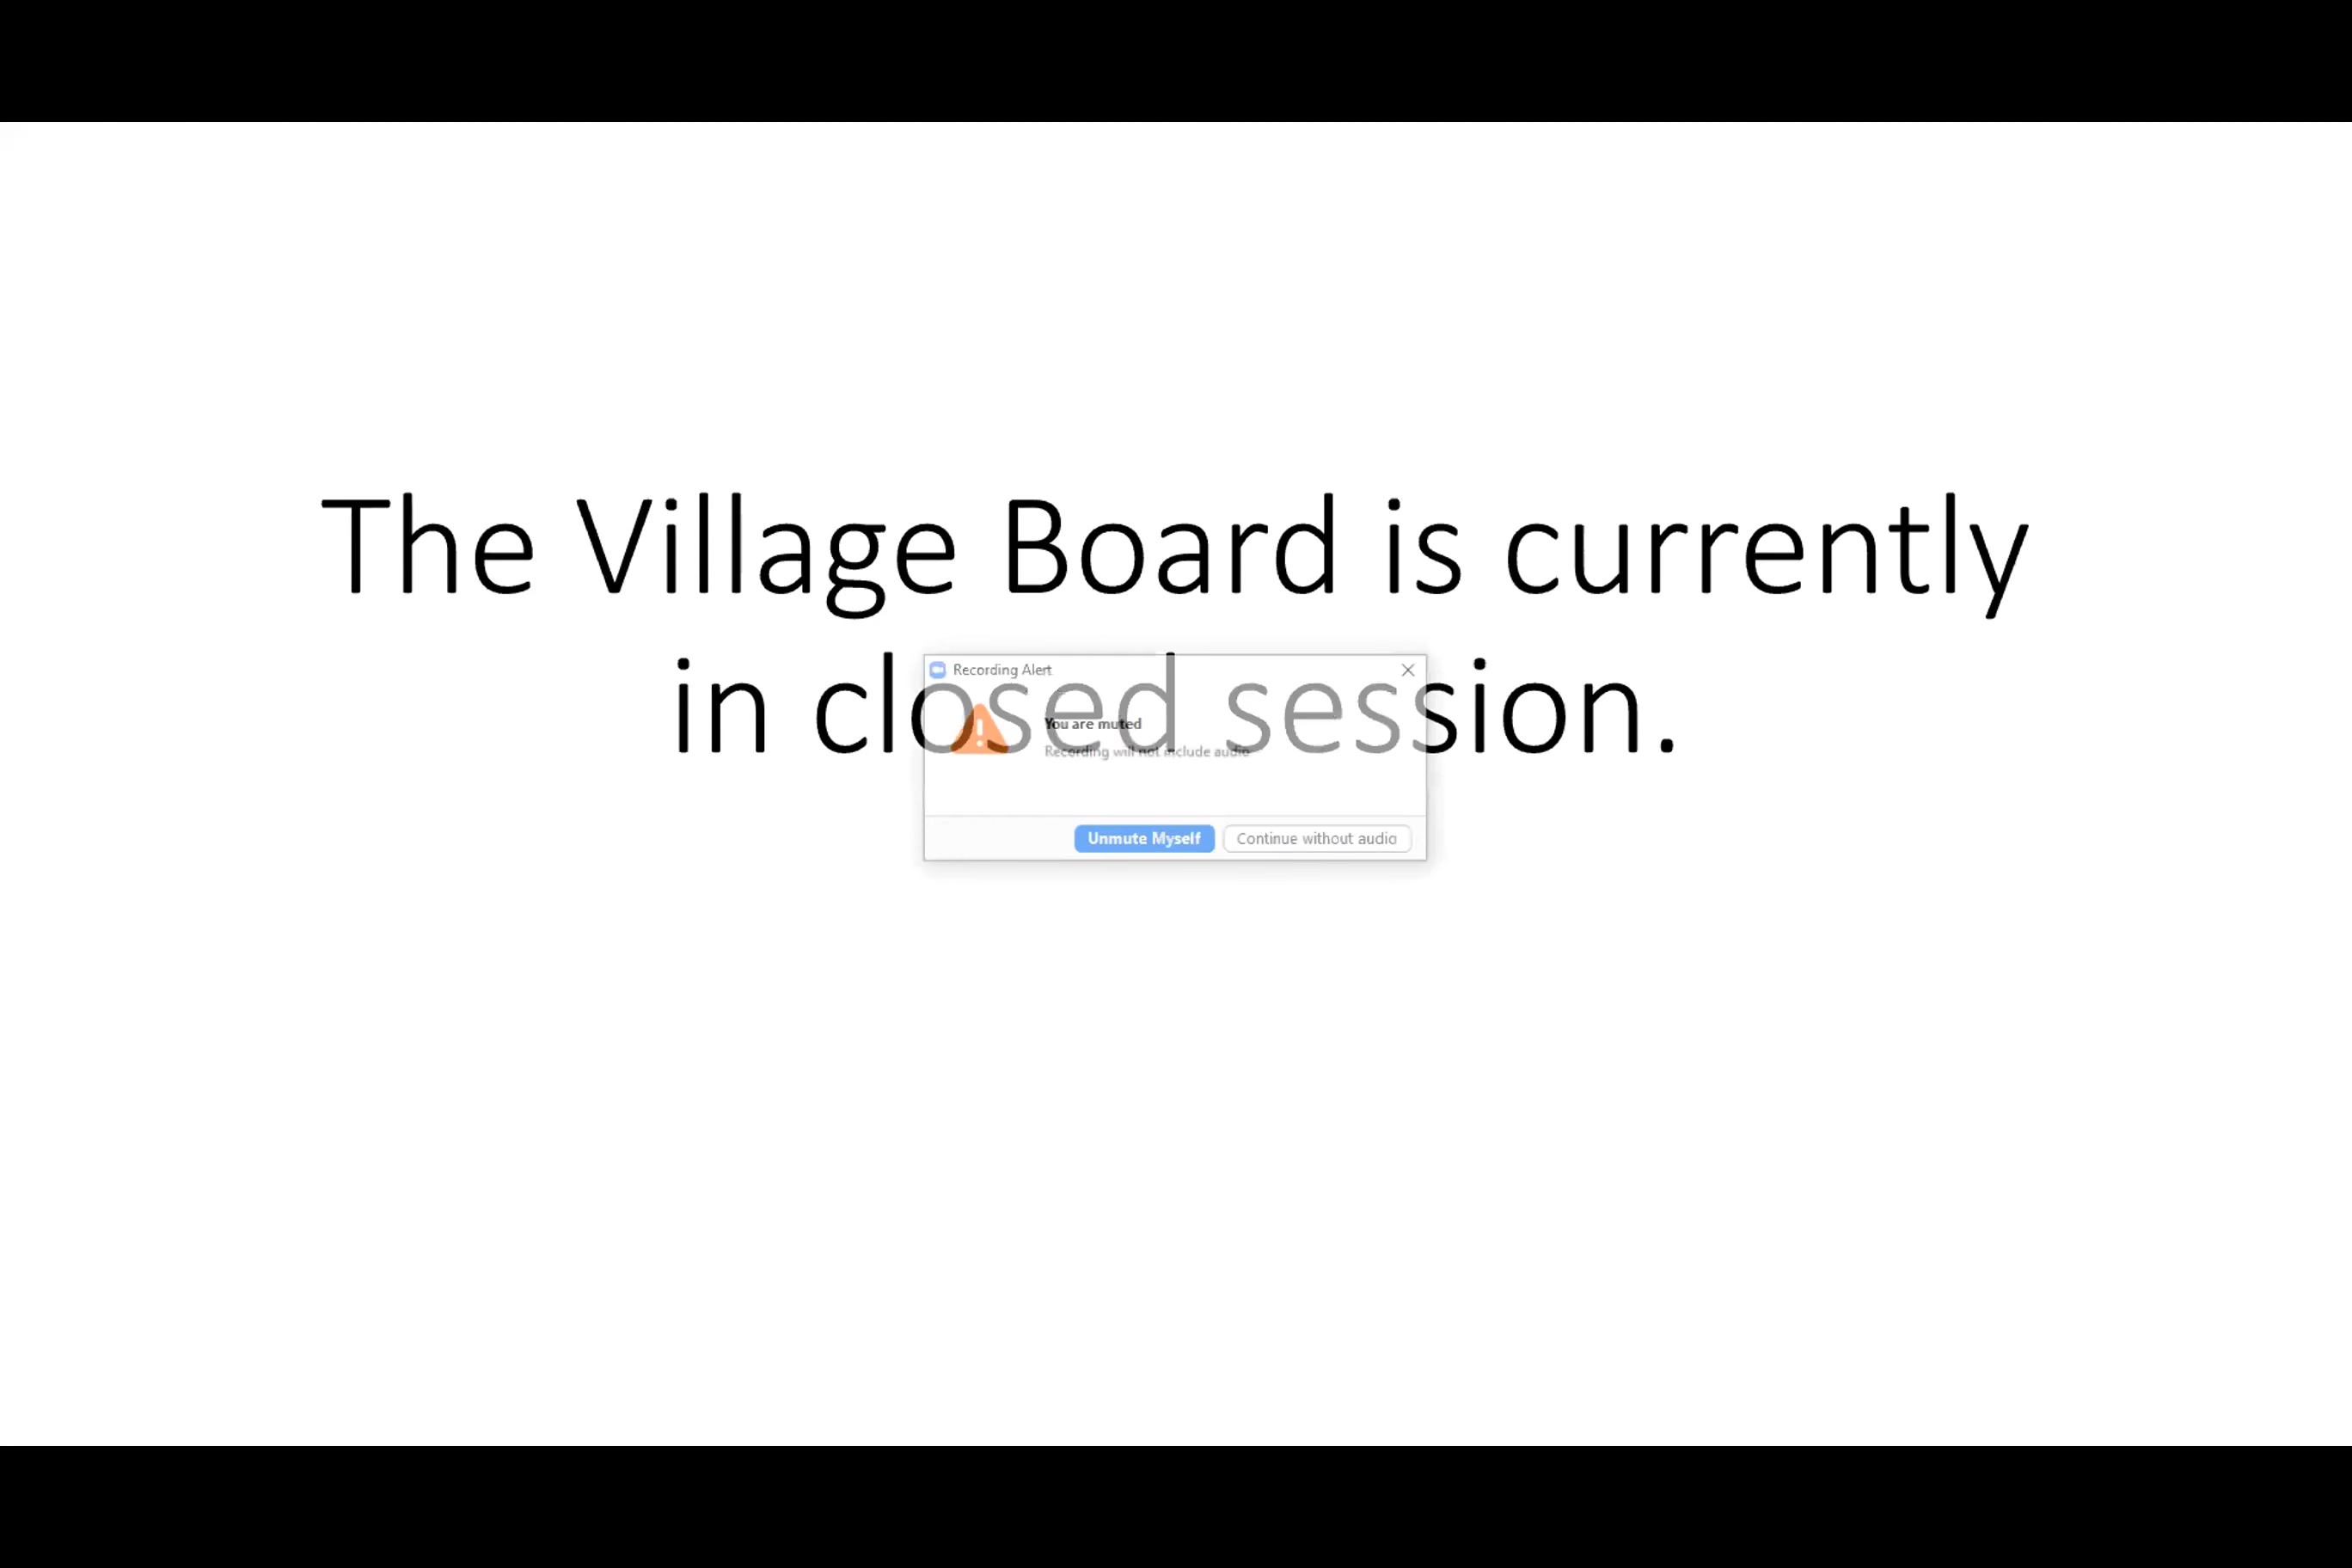 The Village Board is currently
in closed session.
Recording Alert
You are muted
Recording will not include audio
Unmute Myself
Continue without audio